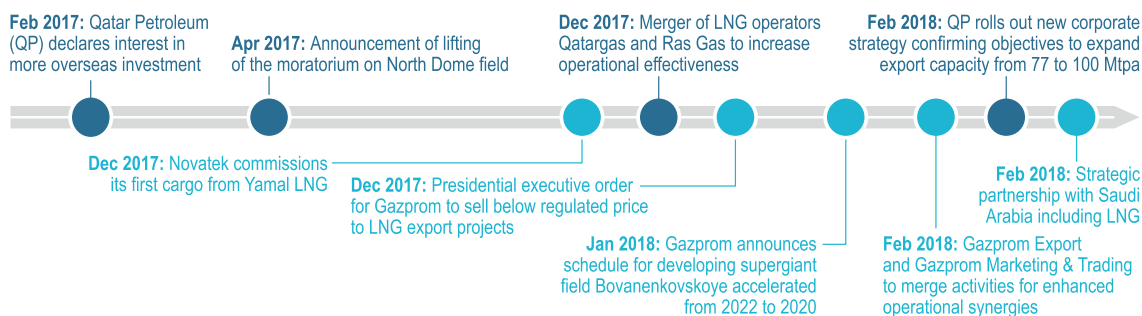 Feb 2017: Qatar Petroleum
(QP) declares interest in
more overseas investment
Apr 2017: Announcement of lifting
of the moratorium on North Dome field
Dec 2017: Merger of LNG operators
Qatargas and Ras Gas to increase
operational effectiveness
Feb 2018: QP rolls out new corporate
strategy confirming objectives to expand
export capacity from 77 to 100 Mtpa
Dec 2017: Novatek commissions
its first cargo from Yamal LNG
Dec 2017: Presidential executive order
for Gazprom to sell below regulated price
to LNG export projects
Jan 2018: Gazprom announces
schedule for developing supergiant
field Bovanenkovskoye accelerated
from 2022 to 2020
Feb 2018: Gazprom Export
and Gazprom Marketing & Trading
to merge activities for enhanced
operational synergies
Feb 2018: Strategic
partnership with Saudi
Arabia including LNG